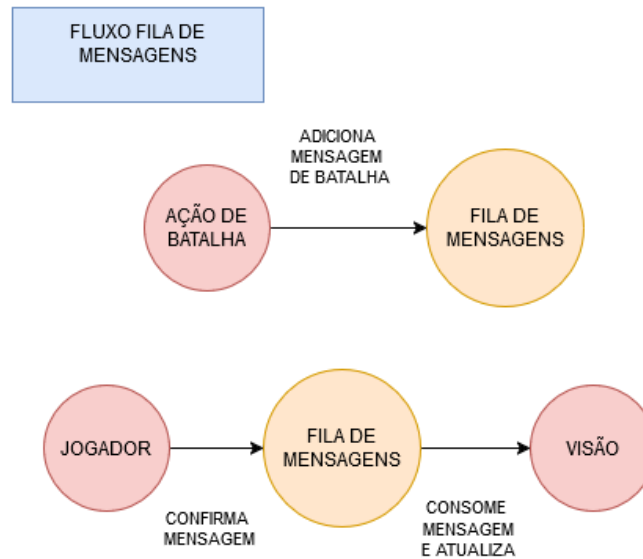 FLUXO FILA DE
MENSAGENS
ADICIONA
MENSAGEM
DE BATALHA
AÇÃO DE
BATALHA
FILA DE
MENSAGENS
JOGADOR
CONFIRMA
MENSAGEM
FILA DE
MENSAGENS
CONSOME
MENSAGEM
E ATUALIZA
VISÃO